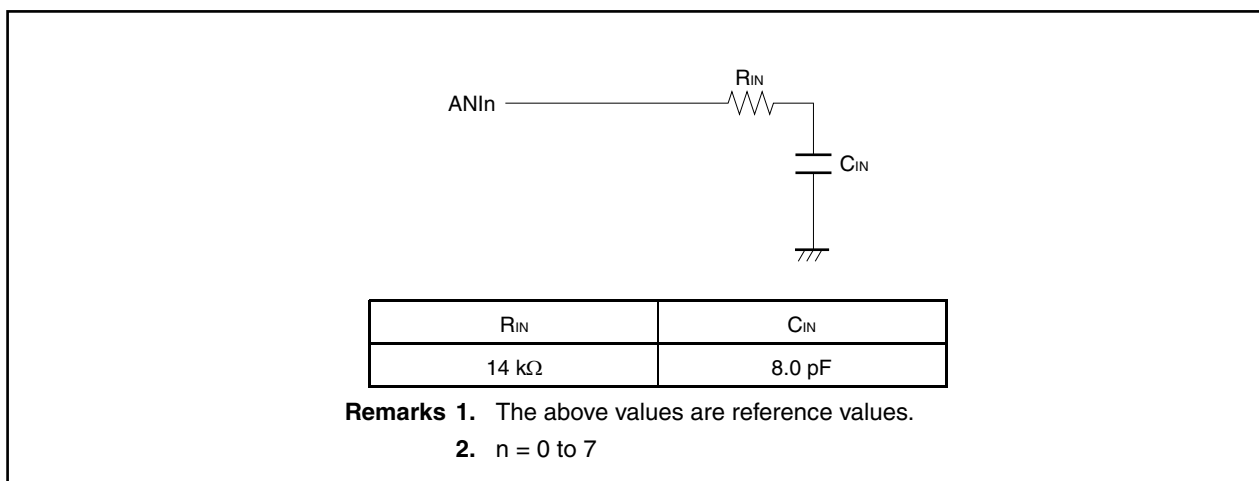 RIN
ANIn
CIN
RIN CIN
14 kΩ 8.0 pF
Remarks 1. The above values are reference values.
2. n = 0 to 7